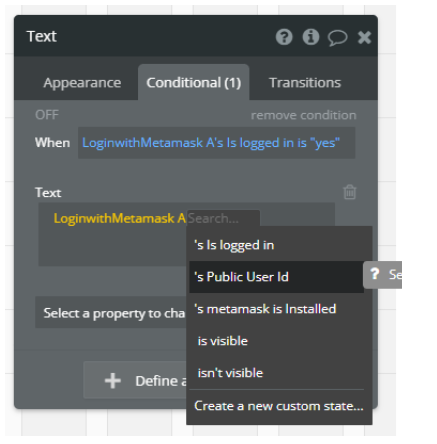 Text
Appearance Conditional (1) Transitions
OFF remove condition
When LoginwithMetamask A's Is logged in is "yes"
Text
LoginwithMetamask A Search...
's Is logged in
's Public User Id
? Se
's metamask is Installed
Select a property to cha
is visible
isn't visible
+ Define a
Create a new custom state...